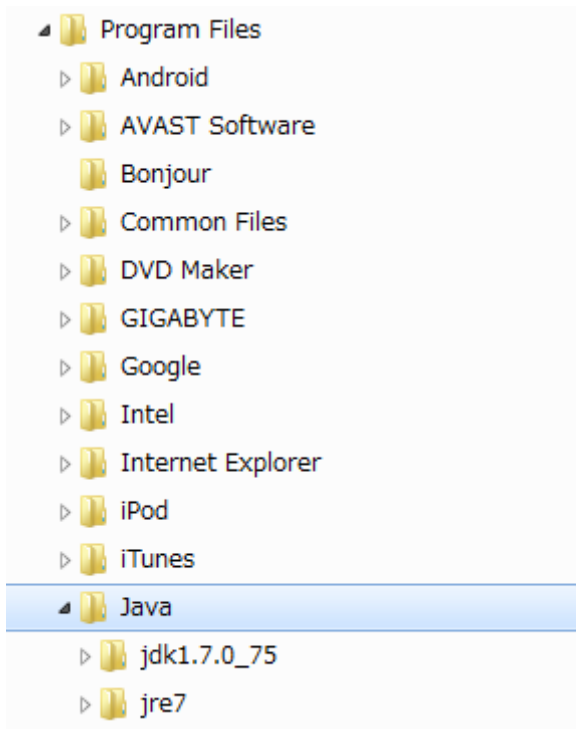 Program Files
Android
AVAST Software
Bonjour
Common Files
DVD Maker
GIGABYTE
Google
Intel
Internet Explorer
iPod
iTunes
Java
jdk1.7.0_75
jre7